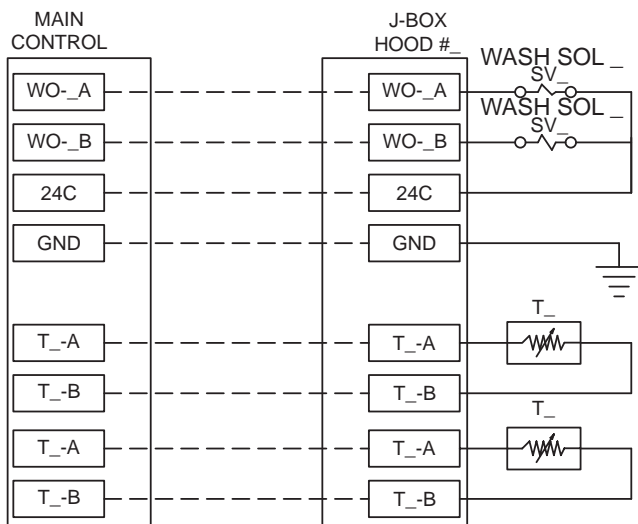 MAIN
CONTROL
J-BOX
HOOD #_
WASH SOL _
SV_
WO-_A
WO-_A
WASH SOL _
SV_
WO-_B
WO-_B
24C
24C
GND
GND
T_
T_-A
T_-A
T_-B
T_-B
T_
T_-A
T_-A
T_-B
T_-B